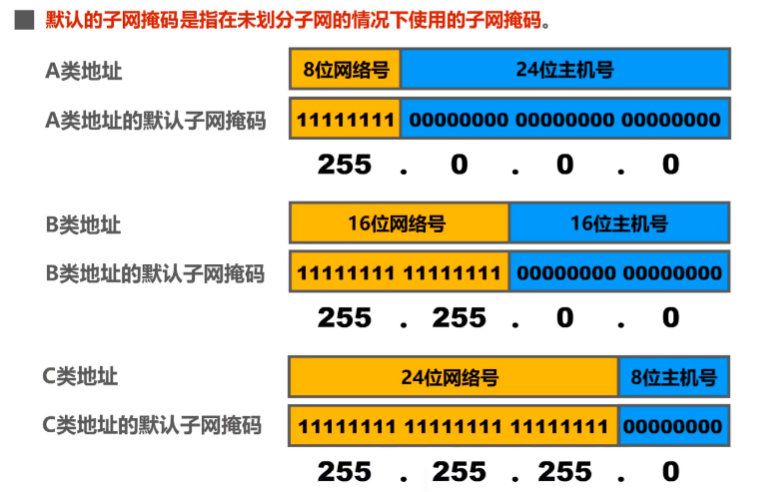 默认的子网掩码是指在未划分子网的情况下使用的子网掩码。
A类地址 8位网络号 24位主机号
A类地址的默认子网掩码 11111111 00000000 00000000 00000000
255 . 0 . 0 . 0
B类地址 16位网络号 16位主机号
B类地址的默认子网掩码 11111111 11111111 00000000 00000000
255 . 255 . 0 . 0
C类地址 24位网络号 8位主机号
C类地址的默认子网掩码 11111111 11111111 11111111 00000000
255 . 255 . 255 . 0